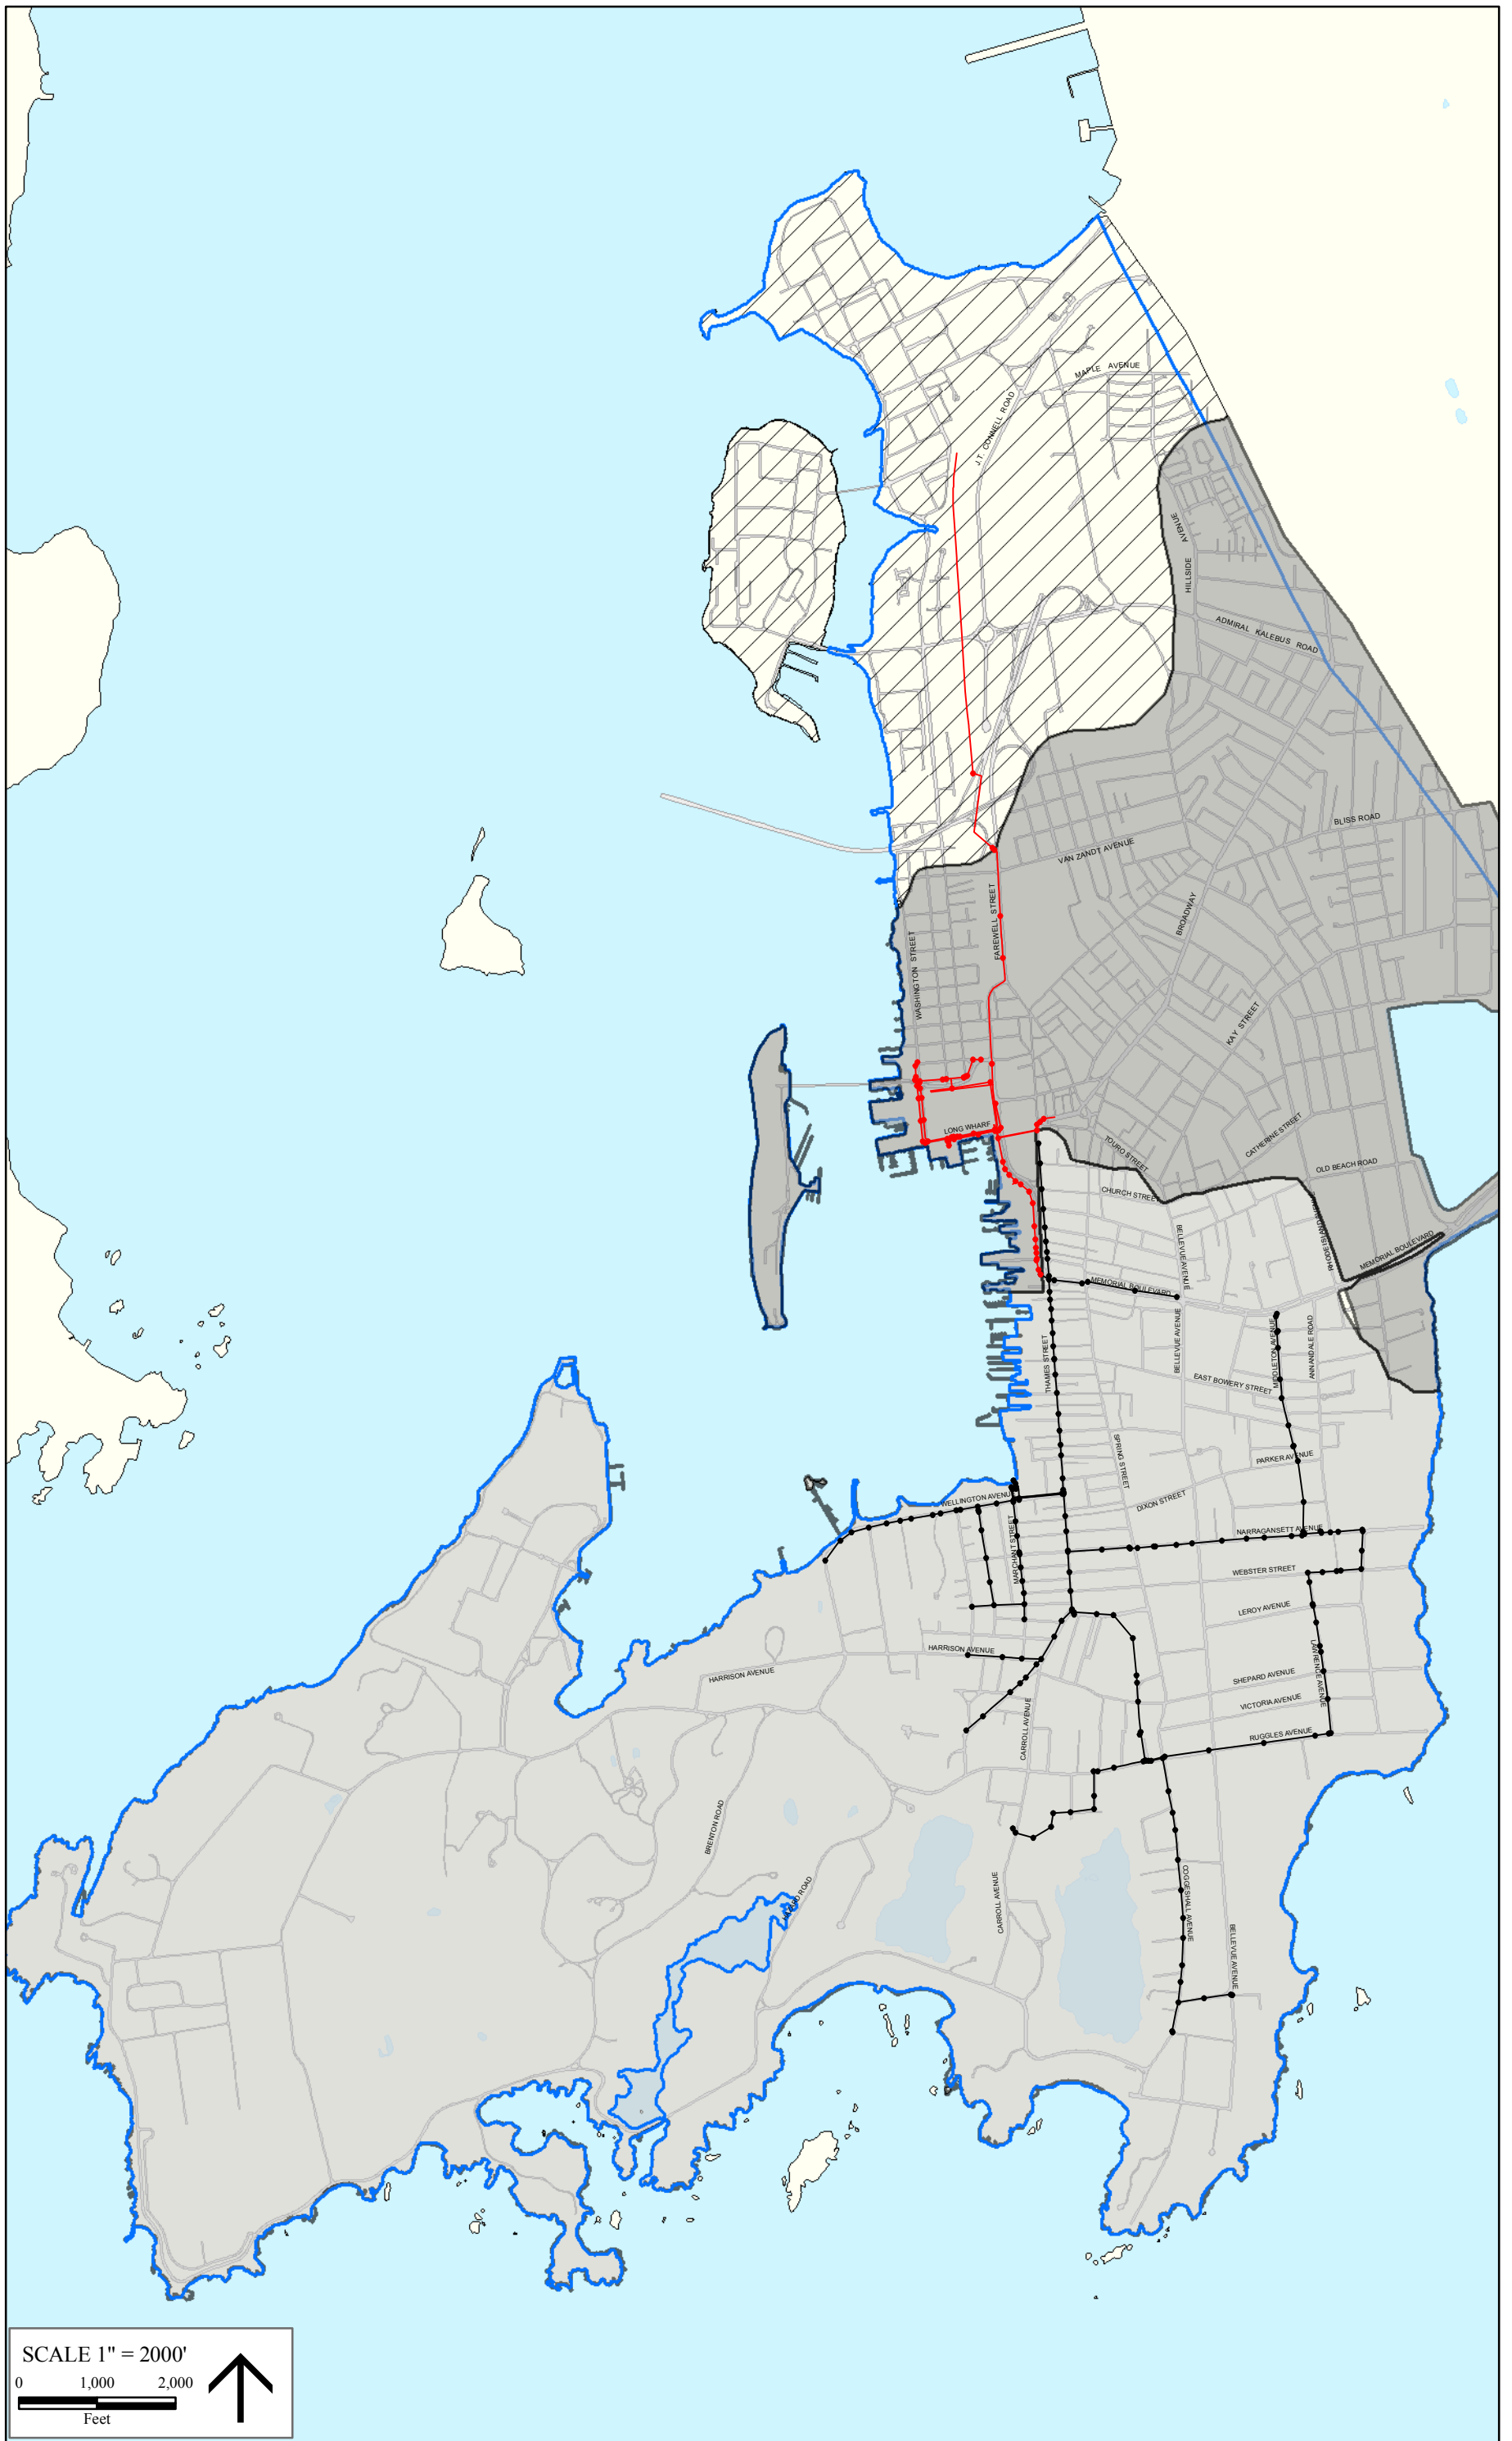 MAPLE AVENUE
J.T. CONNELL ROAD
HILLSIDE AVENUE
ADMIRAL KALEBUS ROAD
BLISS ROAD
VAN ZANDT AVENUE
BROADWAY
FAREWELL STREET
WASHINGTON STREET
KAY STREET
LONG WHARF
TOURO STREET
CATHERINE STREET
OLD BEACH ROAD
CHURCH STREET
BELLEVUE AVENUE
MEMORIAL BOULEVARD
MEMORIAL BOULEVARD
THAMES STREET
BELLEVUE AVENUE
MIDDLETON AVENUE
ANNANDALE ROAD
EAST BOWERY STREET
SPRING STREET
PARKER AVENUE
DIXON STREET
WELLINGTON AVENUE
MARCHANT STREET
NARRAGANSETT AVENUE
WEBSTER STREET
LEROY AVENUE
HARRISON AVENUE
HARRISON AVENUE
LAWRENCE AVENUE
SHEPARD AVENUE
VICTORIA AVENUE
CARROLL AVENUE
RUGGLES AVENUE
BRENTON ROAD
ROAD
CARROLL AVENUE
COGGESHALL AVENUE
BELLEVUE AVENUE
SCALE 1" = 2000'
0 1,000 2,000
Feet